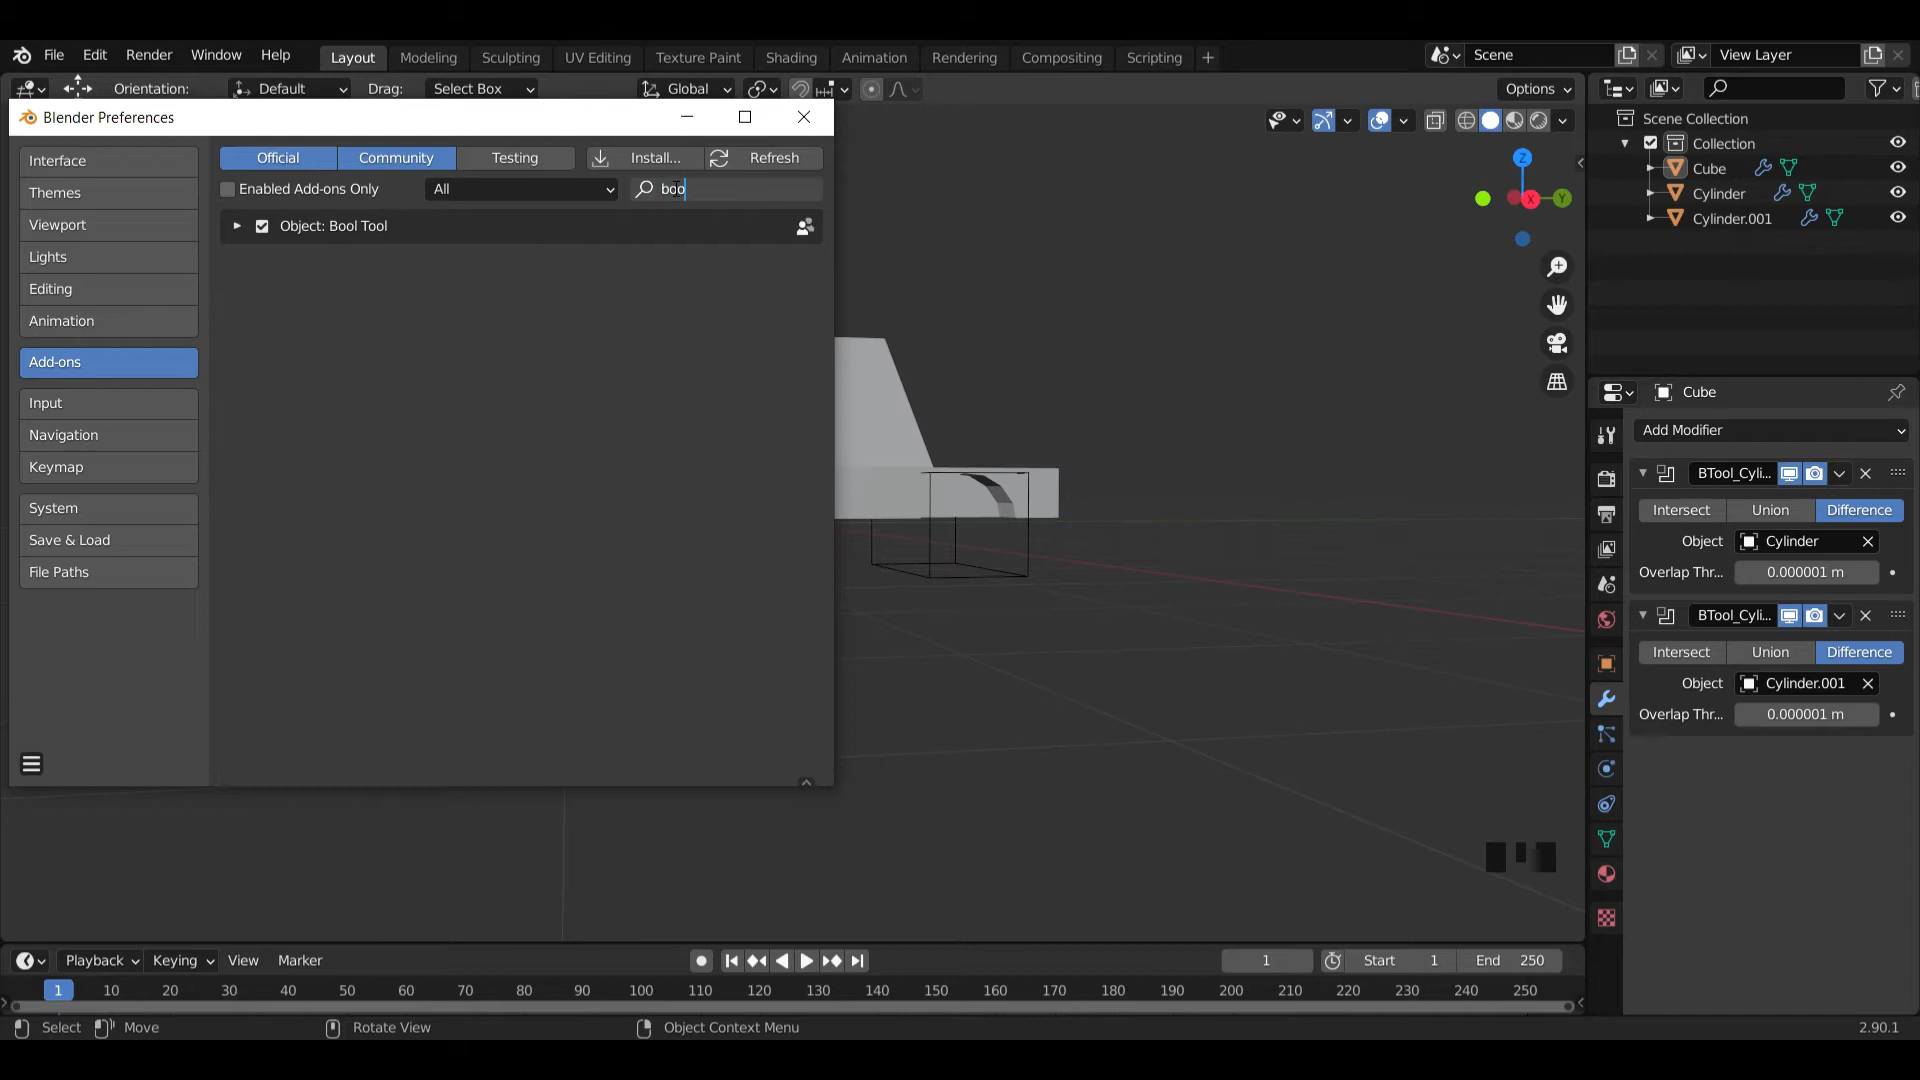 File Edit Render Window Help Layout Modeling Sculpting UV Editing Texture Paint Shading Animation Rendering Compositing Scripting + Scene View Layer
Orientation: Default Drag: Select Box Global Options
Blender Preferences
Interface
Themes
Viewport
Lights
Editing
Animation
Add-ons
Input
Navigation
Keymap
System
Save & Load
File Paths
Official Community Testing Install... Refresh
Enabled Add-ons Only All boo
Object: Bool Tool
Z
X Y
Scene Collection
Collection
Cube
Cylinder
Cylinder.001
Cube
Add Modifier
BTool_Cyli...
Intersect Union Difference
Object Cylinder
Overlap Thr... 0.000001 m
BTool_Cyli...
Intersect Union Difference
Object Cylinder.001
Overlap Thr... 0.000001 m
Playback Keying View Marker 1 Start 1 End 250
1 10 20 30 40 50 60 70 80 90 100 110 120 130 140 150 160 170 180 190 200 210 220 230 240 250
Select Move Rotate View Object Context Menu 2.90.1